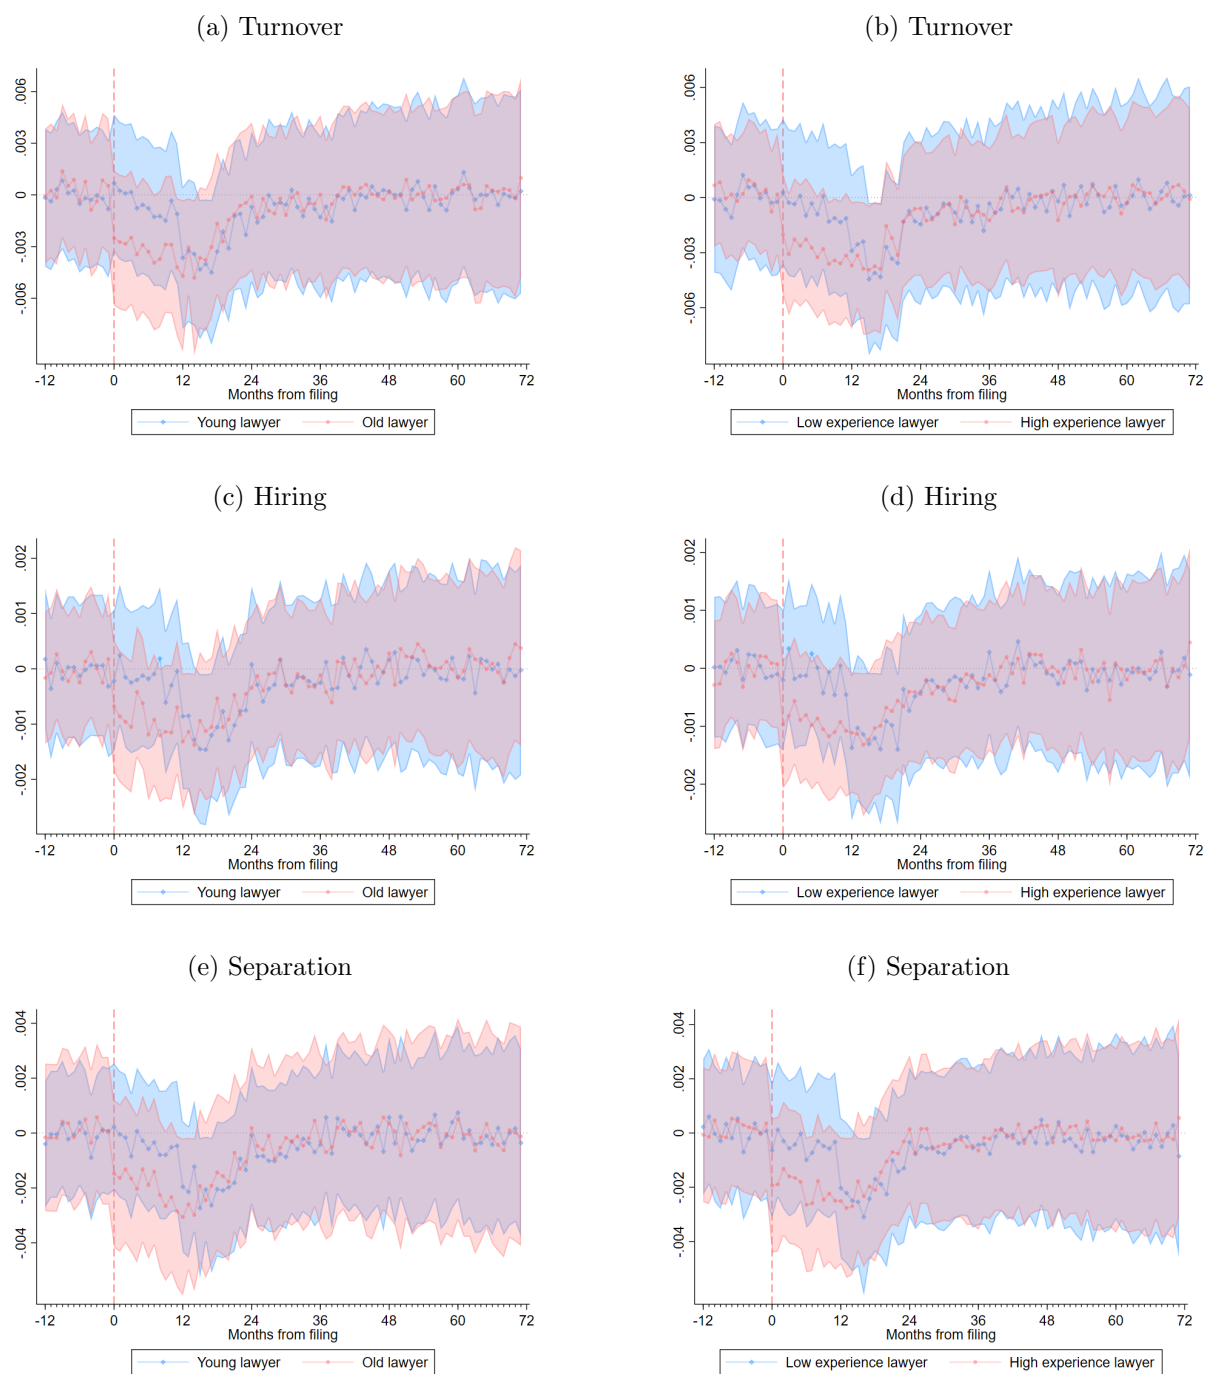 (a) Turnover
.006
.003
0
-.003
-.006
-12 0 12 24 36 48 60 72
Months from filing
Young lawyer Old lawyer
(b) Turnover
.006
.003
0
-.003
-.006
-12 0 12 24 36 48 60 72
Months from filing
Low experience lawyer High experience lawyer
(c) Hiring
.002
.001
0
-.001
-.002
-12 0 12 24 36 48 60 72
Months from filing
Young lawyer Old lawyer
(d) Hiring
.002
.001
0
-.001
-.002
-12 0 12 24 36 48 60 72
Months from filing
Low experience lawyer High experience lawyer
(e) Separation
.004
.002
0
-.002
-.004
-12 0 12 24 36 48 60 72
Months from filing
Young lawyer Old lawyer
(f) Separation
.004
.002
0
-.002
-.004
-12 0 12 24 36 48 60 72
Months from filing
Low experience lawyer High experience lawyer